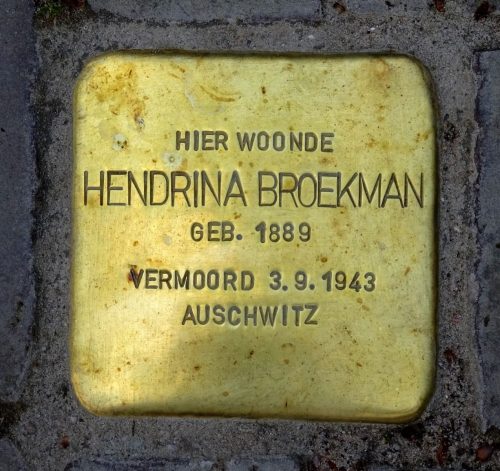 HIER WOONDE
HENDRINA BROEKMAN
GEB. 1889
VERMOORD 3.9.1943
AUSCHWITZ